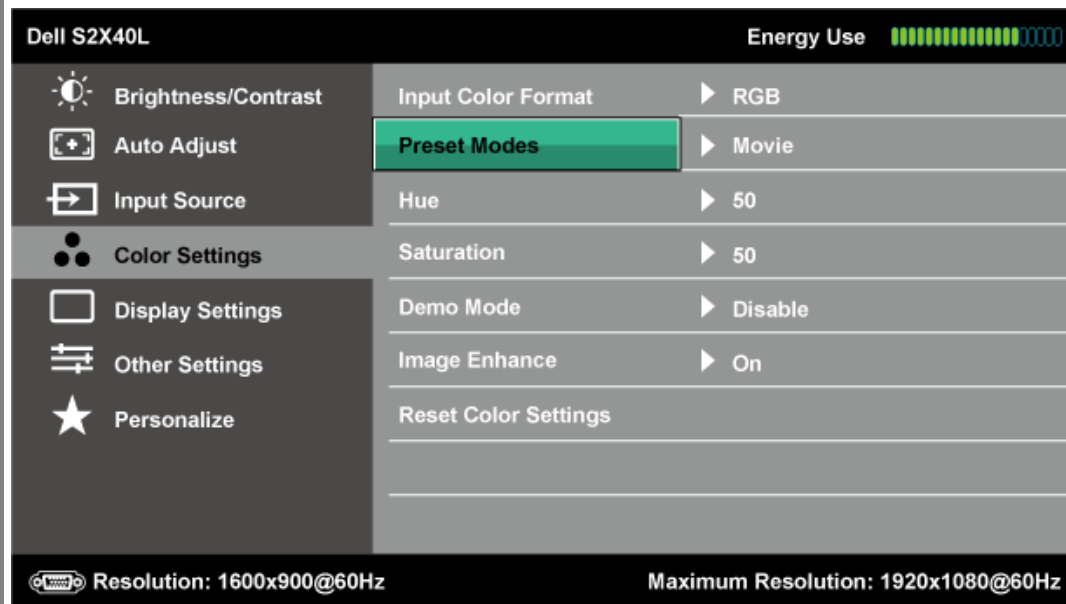 Dell S2X40L Energy Use
Brightness/Contrast Input Color Format RGB
Auto Adjust Preset Modes Movie
Input Source Hue 50
Color Settings Saturation 50
Display Settings Demo Mode Disable
Other Settings Image Enhance On
Personalize Reset Color Settings
Resolution: 1600x900@60Hz Maximum Resolution: 1920x1080@60Hz